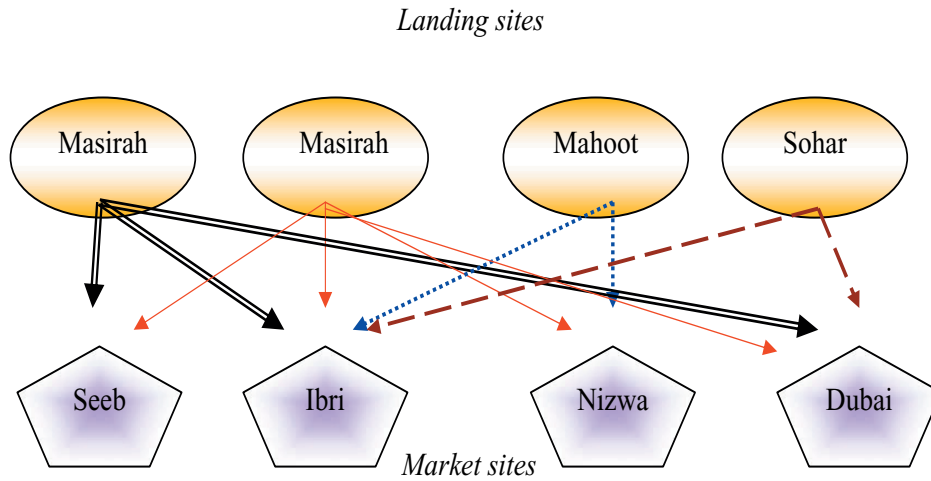 Landing sites
Masirah
Masirah
Mahoot
Sohar
Seeb
Ibri
Nizwa
Dubai
Market sites